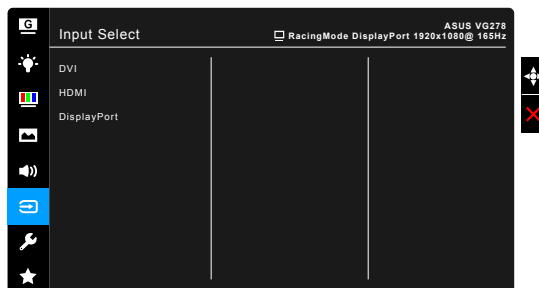 G
Input Select
ASUS VG278
RacingMode DisplayPort 1920x1080@ 165Hz
DVI
HDMI
DisplayPort